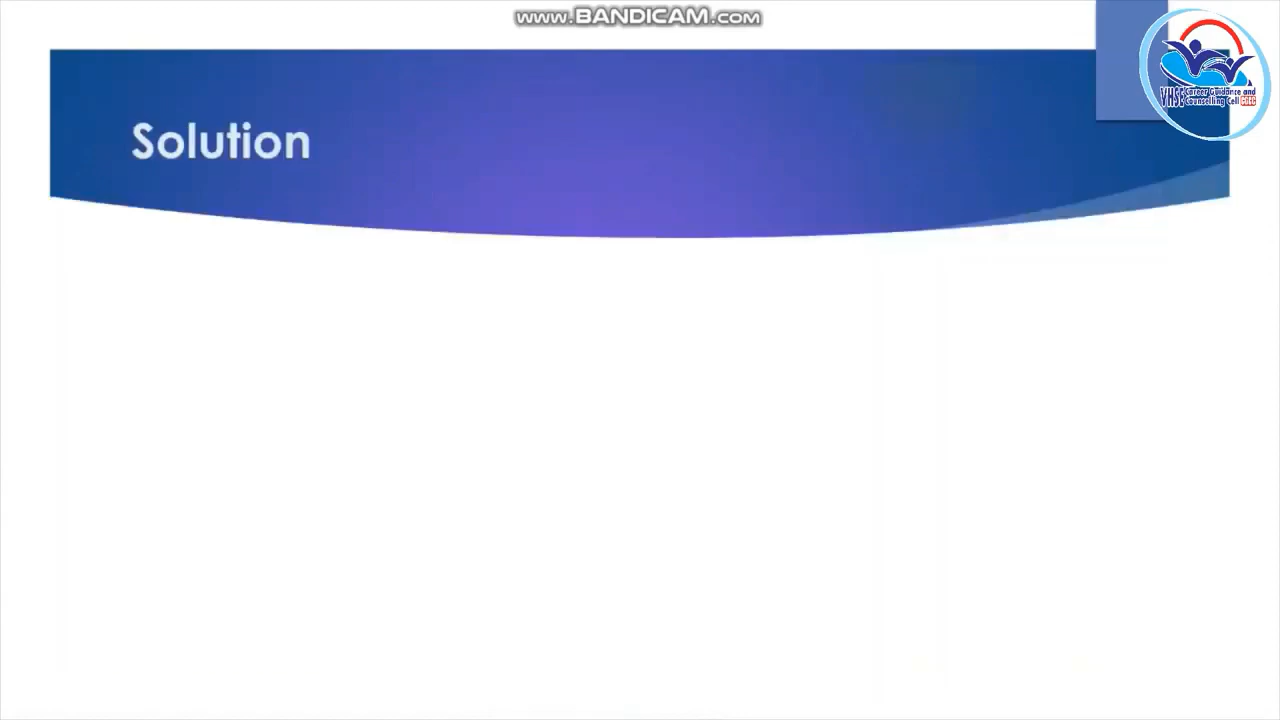 www.BANDICAM.com
Solution
VHSE Career Guidance and
Counselling Cell